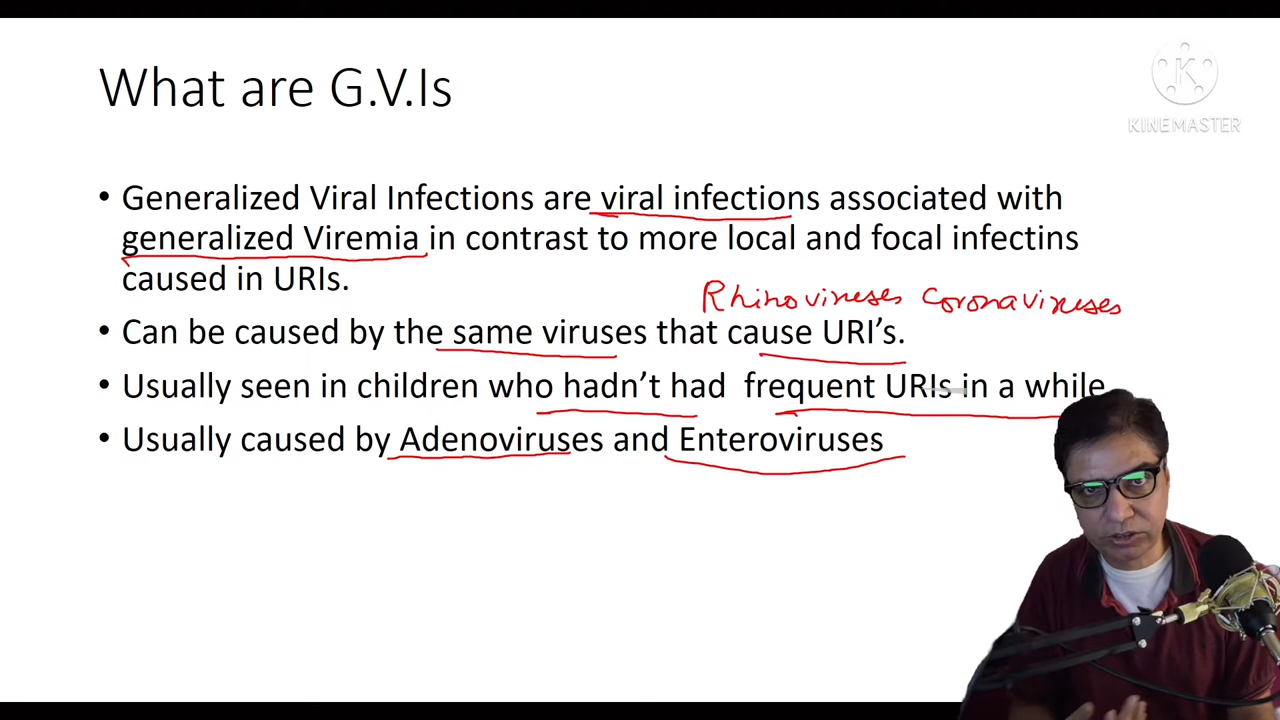 What are G.V.Is
KINEMASTER
• Generalized Viral Infections are viral infections associated with
generalized Viremia in contrast to more local and focal infectins
caused in URIs.
Rhinoviruses Coronaviruses
• Can be caused by the same viruses that cause URI’s.
• Usually seen in children who hadn’t had frequent URIs in a while
• Usually caused by Adenoviruses and Enteroviruses